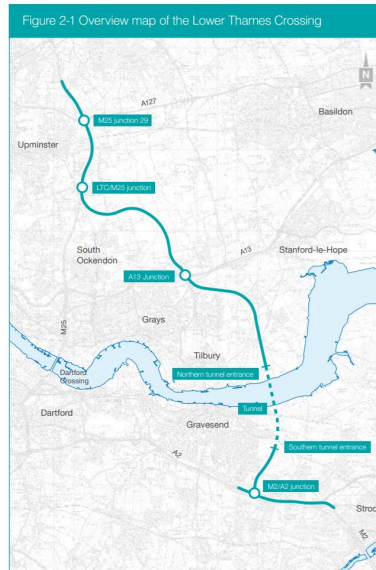 Figure 2-1 Overview map of the Lower Thames Crossing
N
A127
Basildon
M25 junction 29
Upminster
LTC/M25 junction
A13
Stanford-le-Hope
South
Ockendon
A13 Junction
Grays
M25
Tilbury
Northern tunnel entrance
Dartford
Crossing
Tunnel
Dartford
Gravesend
Southern tunnel entrance
A2
M2/A2 junction
Stroo
M2